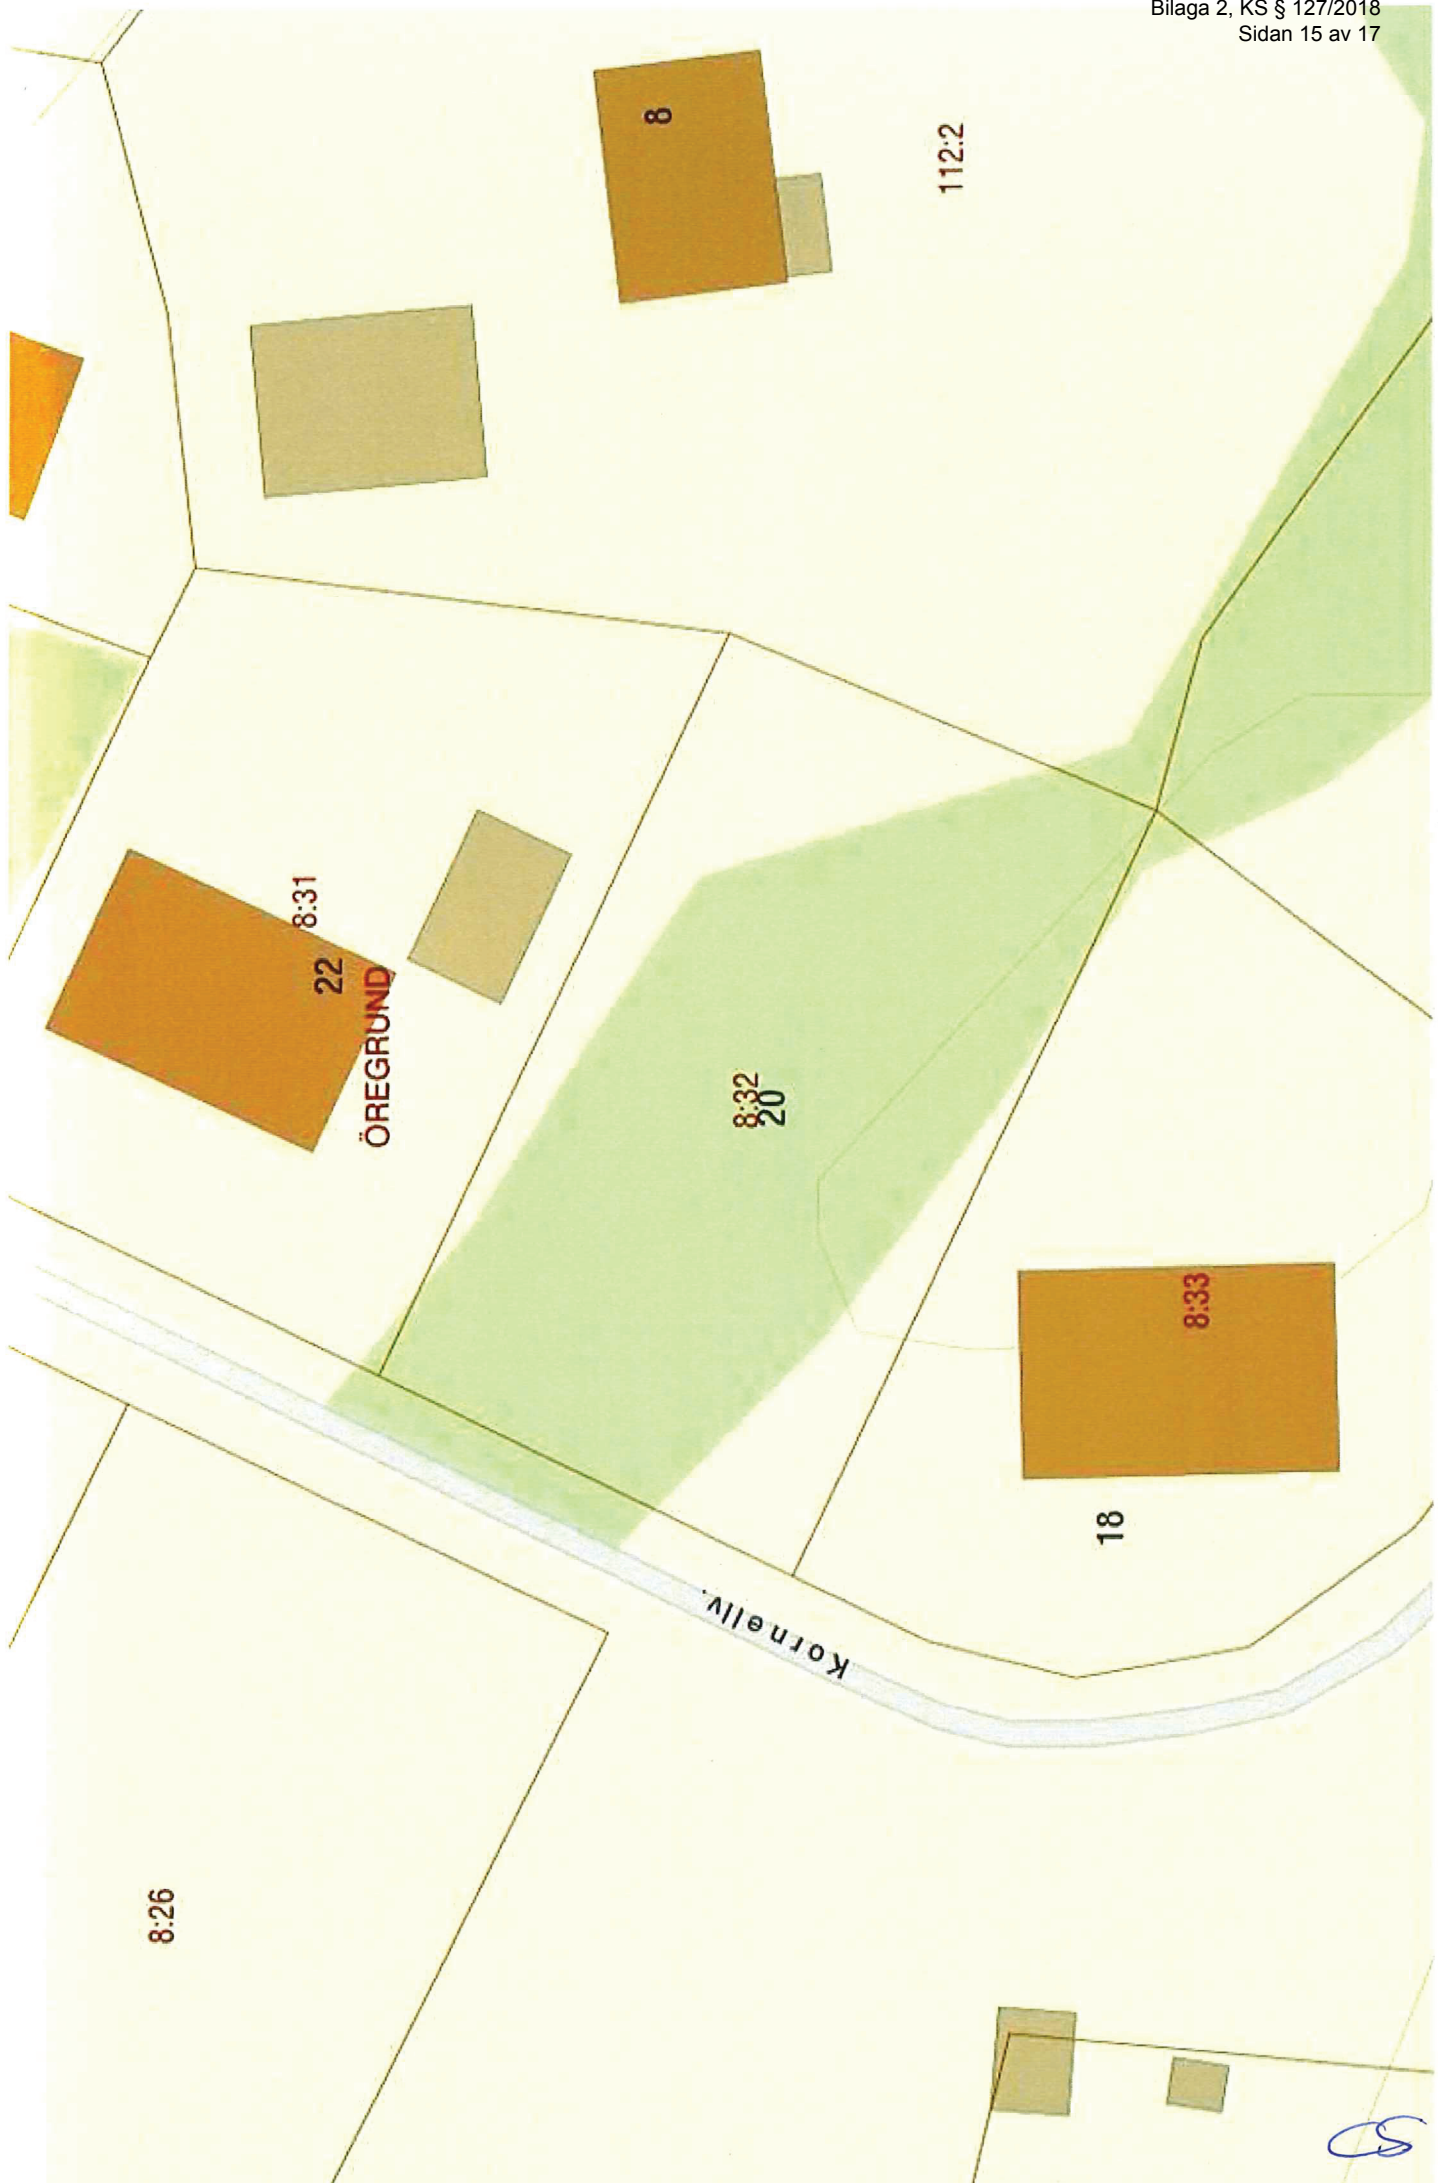 Bilaga 2, KS § 127/2018
Sidan 15 av 17
8
112:2
8:31
22
ÖREGRUND
8:32
20
8:33
18
Kornellv.
8:26
CS